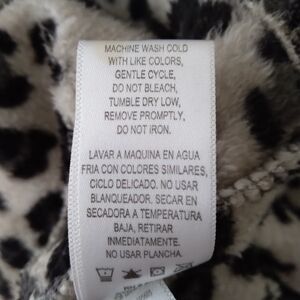 MACHINE WASH COLD
WITH LIKE COLORS,
GENTLE CYCLE,
DO NOT BLEACH,
TUMBLE DRY LOW,
REMOVE PROMPTLY,
DO NOT IRON.
LAVAR A MAQUINA EN AGUA
FRIA CON COLORES SIMILARES,
CICLO DELICADO. NO USAR
BLANQUEADOR. SECAR EN
SECADORA A TEMPERATURA
BAJA, RETIRAR
INMEDIATAMENTE.
NO USAR PLANCHA.